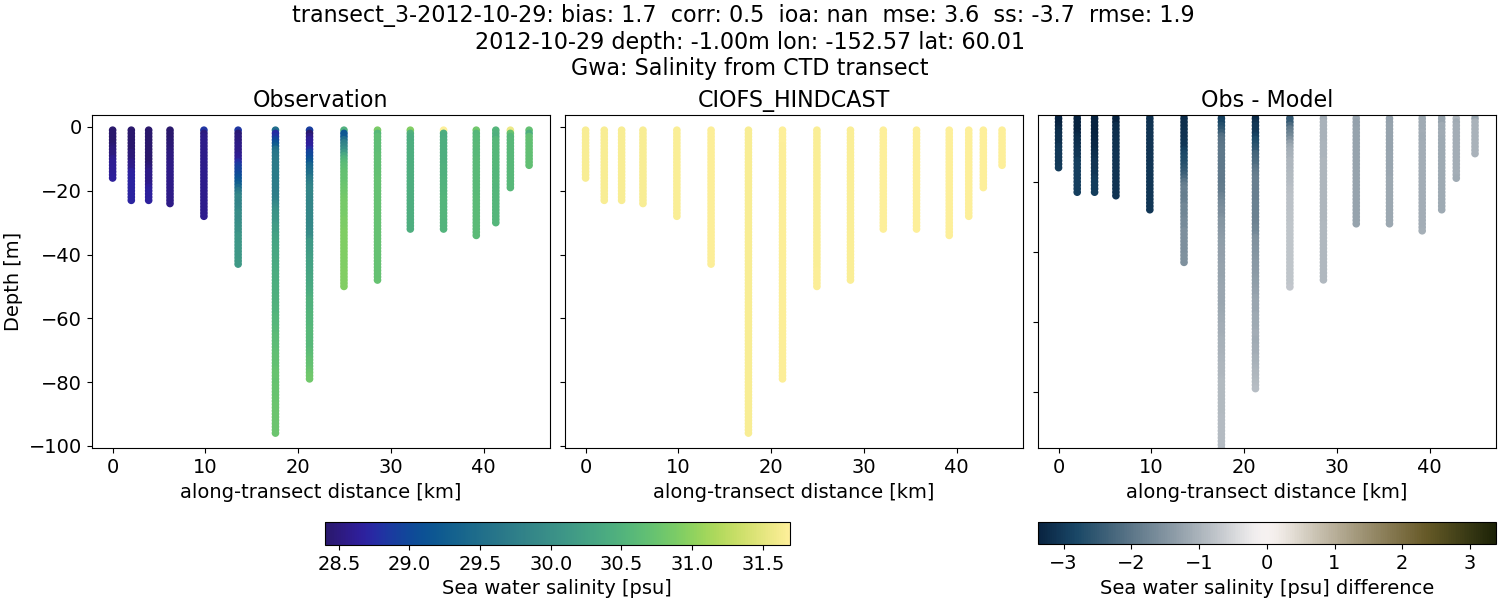 transect_3-2012-10-29: bias: 1.7  corr: 0.5  ioa: nan  mse: 3.6  ss: -3.7  rmse: 1.9
2012-10-29 depth: -1.00m lon: -152.57 lat: 60.01
Gwa: Salinity from CTD transect
Observation
CIOFS_HINDCAST
Obs - Model
Depth [m]
0
−20
−40
−60
−80
−100
0 10 20 30 40
0 10 20 30 40
0 10 20 30 40
along-transect distance [km]
along-transect distance [km]
along-transect distance [km]
28.5 29.0 29.5 30.0 30.5 31.0 31.5
Sea water salinity [psu]
−3 −2 −1 0 1 2 3
Sea water salinity [psu] difference